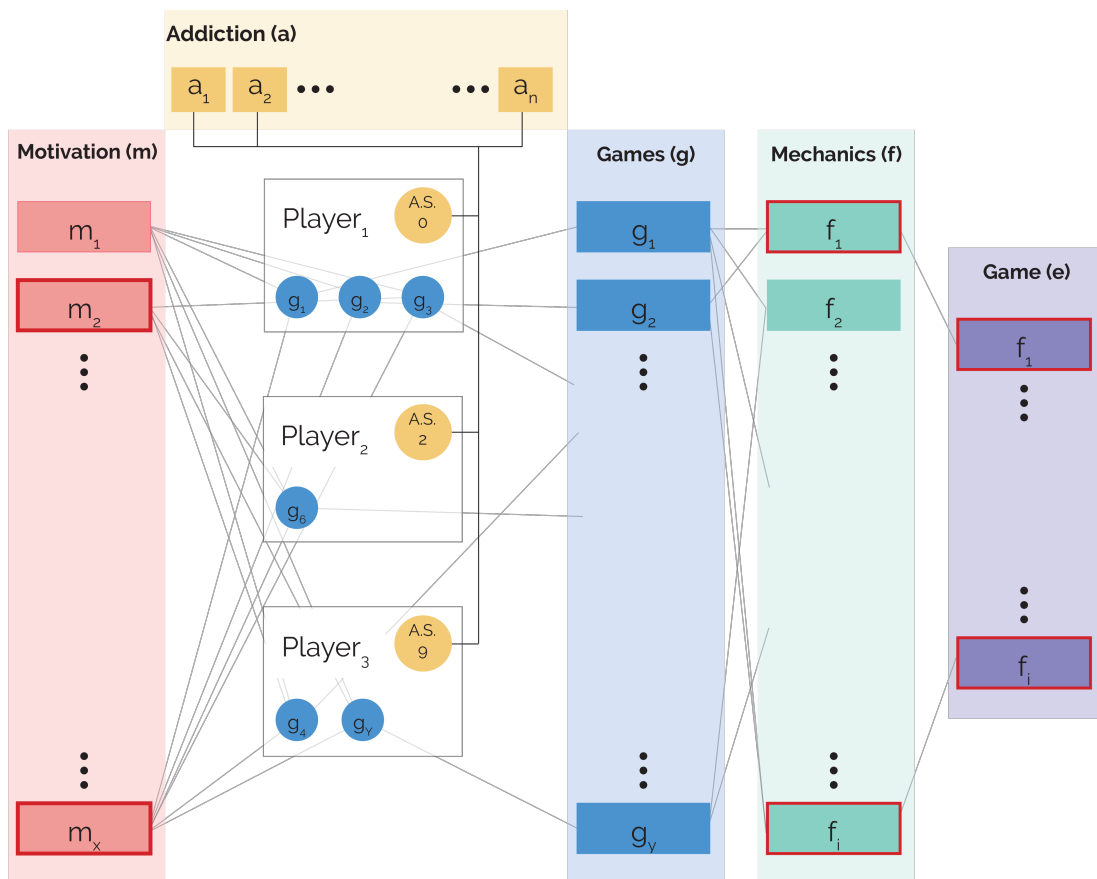 Addiction (a)
a₁ a₂ ••• ••• aₙ
Motivation (m)
m₁
m₂
mₓ
Player₁
A.S.
0
g₁ g₂ g₃
Player₂
A.S.
2
g₆
Player₃
A.S.
9
g₄ gY
Games (g)
g₁
g₂
gy
Mechanics (f)
f₁
f₂
fᵢ
Game (e)
f₁
fᵢ